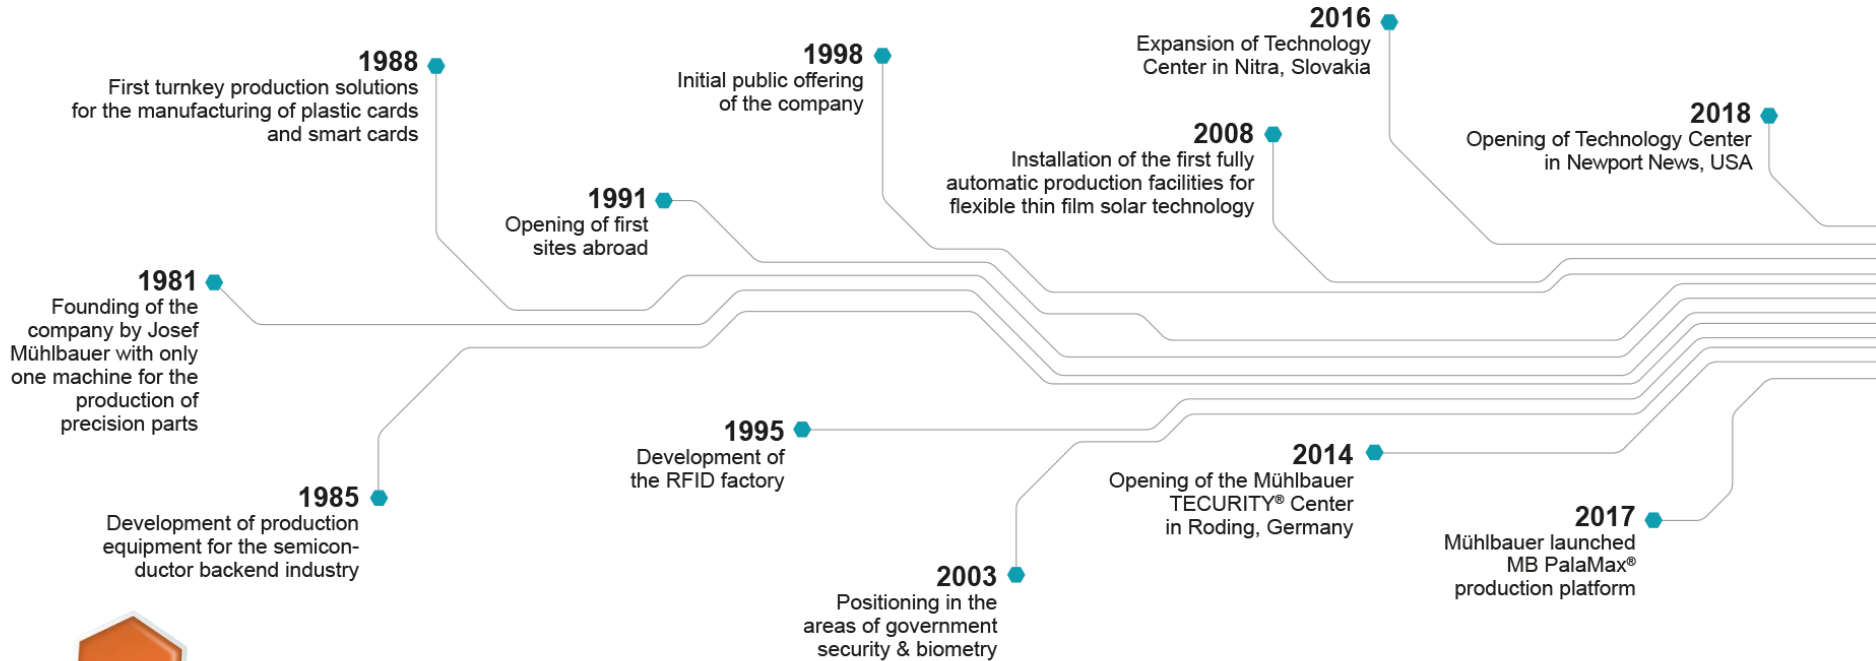 1981
Founding of the
company by Josef
Mühlbauer with only
one machine for the
production of
precision parts
1985
Development of production
equipment for the semicon-
ductor backend industry
1988
First turnkey production solutions
for the manufacturing of plastic cards
and smart cards
1991
Opening of first
sites abroad
1995
Development of
the RFID factory
1998
Initial public offering
of the company
2003
Positioning in the
areas of government
security & biometry
2008
Installation of the first fully
automatic production facilities for
flexible thin film solar technology
2014
Opening of the Mühlbauer
TECURITY® Center
in Roding, Germany
2016
Expansion of Technology
Center in Nitra, Slovakia
2017
Mühlbauer launched
MB PalaMax®
production platform
2018
Opening of Technology Center
in Newport News, USA